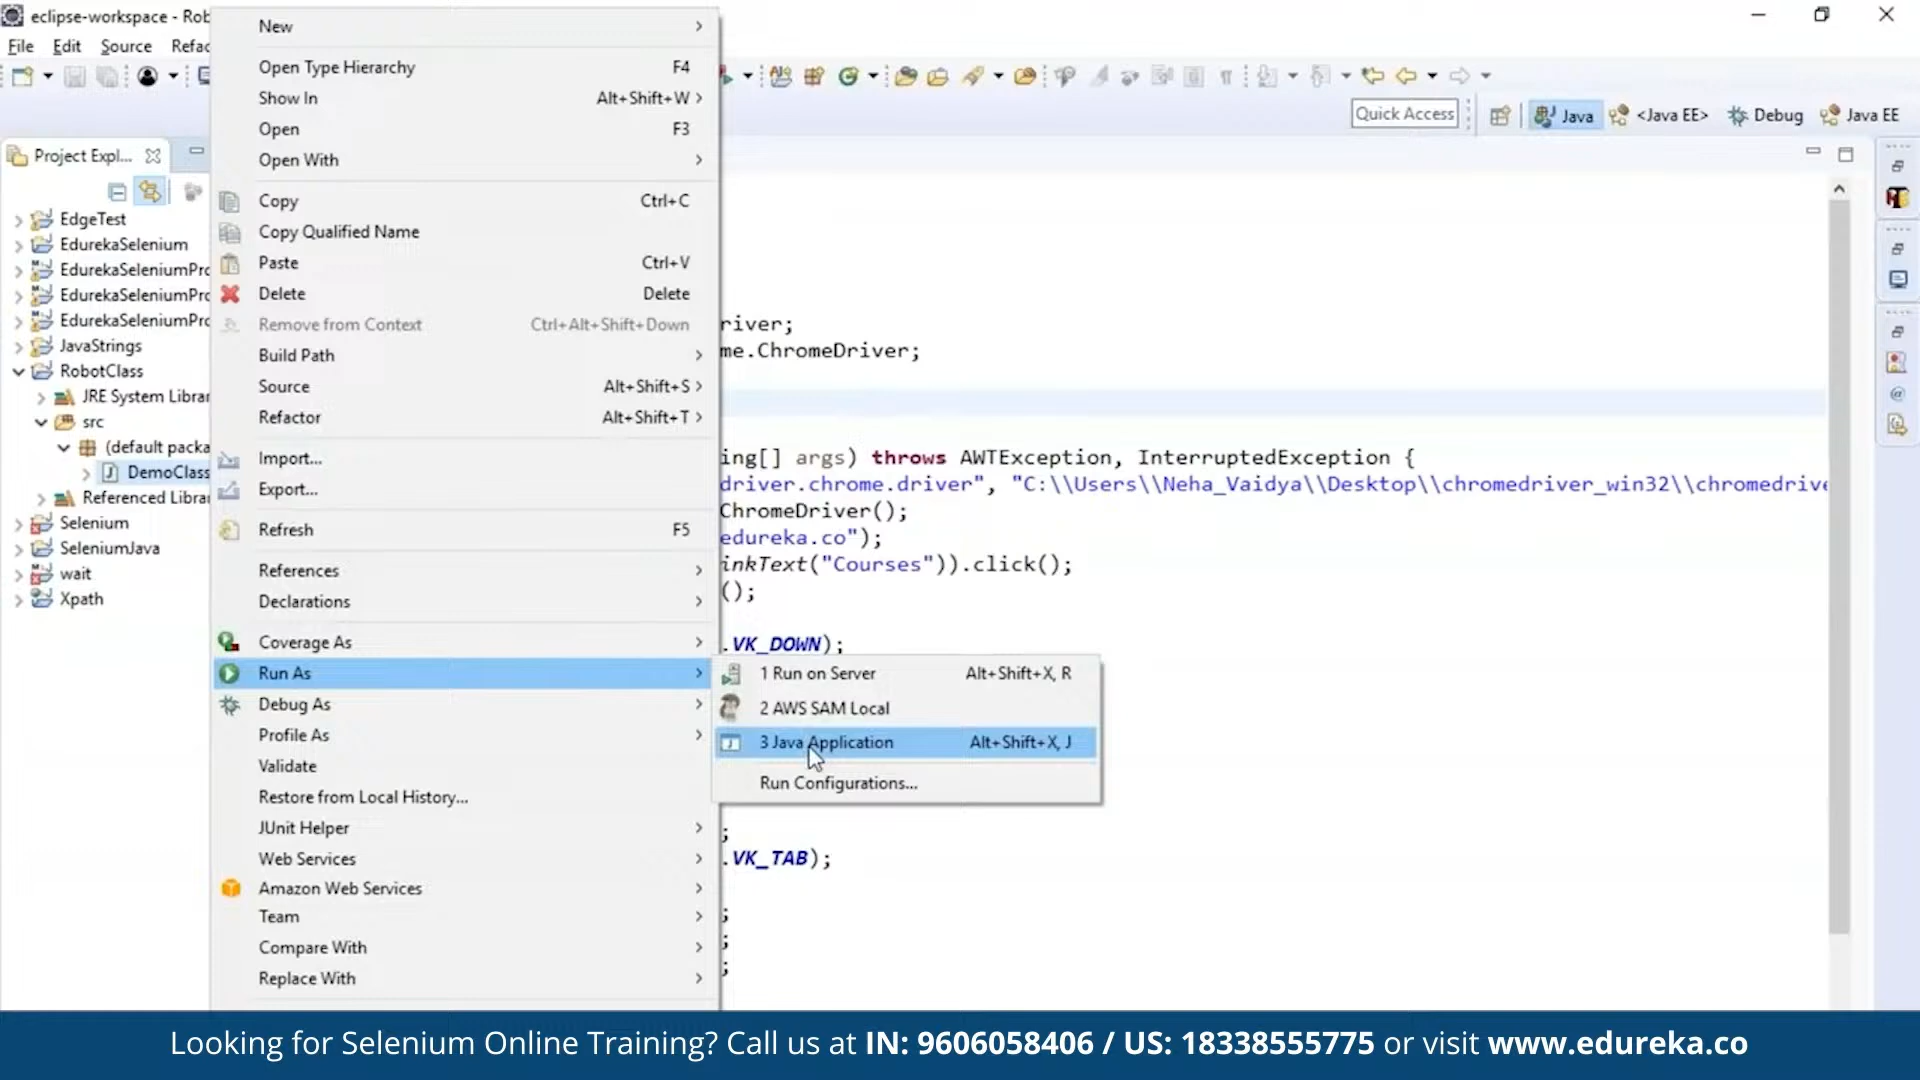 eclipse-workspace - Rob
File Edit Source Refac
Quick Access
Java
<Java EE>
Debug
Java EE
Project Expl...
EdgeTest
EdurekaSelenium
EdurekaSeleniumPro
EdurekaSeleniumPro
EdurekaSeleniumPro
JavaStrings
RobotClass
JRE System Librar
src
(default packa
DemoClass
Referenced Librar
Selenium
SeleniumJava
wait
Xpath
New
Open Type Hierarchy F4
Show In Alt+Shift+W
Open F3
Open With
Copy Ctrl+C
Copy Qualified Name
Paste Ctrl+V
Delete Delete
Remove from Context Ctrl+Alt+Shift+Down
Build Path
Source Alt+Shift+S
Refactor Alt+Shift+T
Import...
Export...
Refresh F5
References
Declarations
Coverage As
Run As
Debug As
Profile As
Validate
Restore from Local History...
JUnit Helper
Web Services
Amazon Web Services
Team
Compare With
Replace With
1 Run on Server Alt+Shift+X, R
2 AWS SAM Local
3 Java Application Alt+Shift+X, J
Run Configurations...
river;
me.ChromeDriver;
ing[] args) throws AWTException, InterruptedException {
driver.chrome.driver", "C:\\Users\\Neha_Vaidya\\Desktop\\chromedriver_win32\\chromedrive
ChromeDriver();
edureka.co");
inkText("Courses")).click();
();
.VK_DOWN);
;
.VK_TAB);
;
;
;
Looking for Selenium Online Training? Call us at IN: 9606058406 / US: 18338555775 or visit www.edureka.co